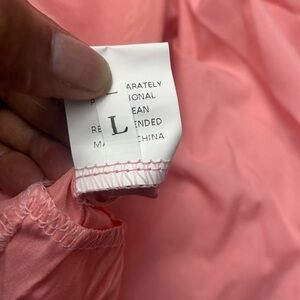 ARATELY
IONAL
EAN
RE ENDED
MA CHINA
L